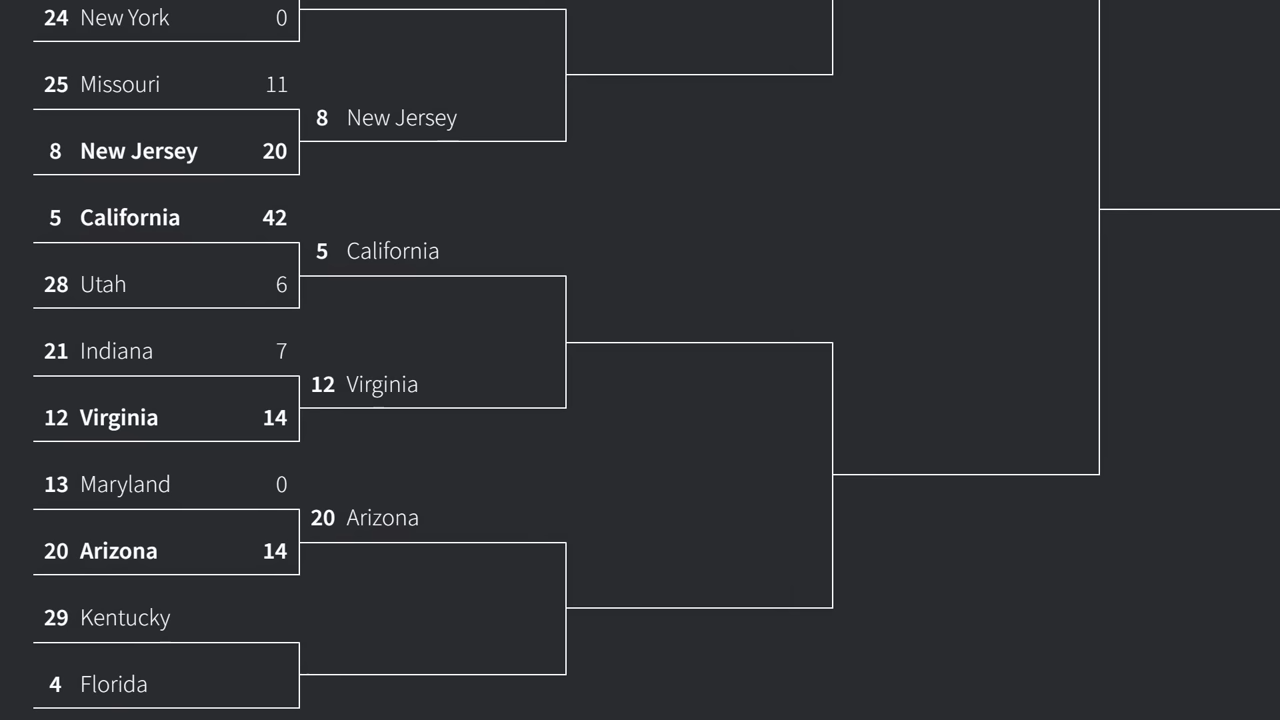 24 New York 0
25 Missouri 11
8 New Jersey
8 New Jersey 20
5 California 42
5 California
28 Utah 6
21 Indiana 7
12 Virginia
12 Virginia 14
13 Maryland 0
20 Arizona
20 Arizona 14
29 Kentucky
4 Florida